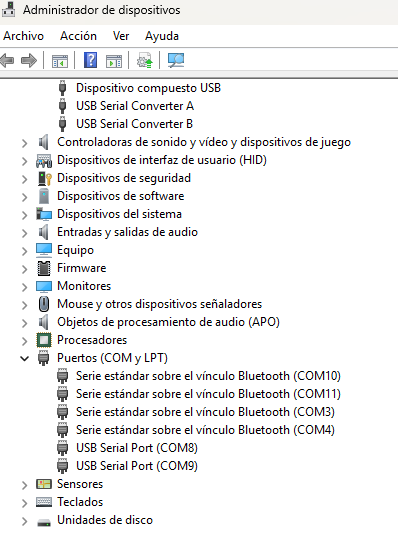 Administrador de dispositivos
Archivo Acción Ver Ayuda
Dispositivo compuesto USB
USB Serial Converter A
USB Serial Converter B
Controladoras de sonido y vídeo y dispositivos de juego
Dispositivos de interfaz de usuario (HID)
Dispositivos de seguridad
Dispositivos de software
Dispositivos del sistema
Entradas y salidas de audio
Equipo
Firmware
Monitores
Mouse y otros dispositivos señaladores
Objetos de procesamiento de audio (APO)
Procesadores
Puertos (COM y LPT)
Serie estándar sobre el vínculo Bluetooth (COM10)
Serie estándar sobre el vínculo Bluetooth (COM11)
Serie estándar sobre el vínculo Bluetooth (COM3)
Serie estándar sobre el vínculo Bluetooth (COM4)
USB Serial Port (COM8)
USB Serial Port (COM9)
Sensores
Teclados
Unidades de disco